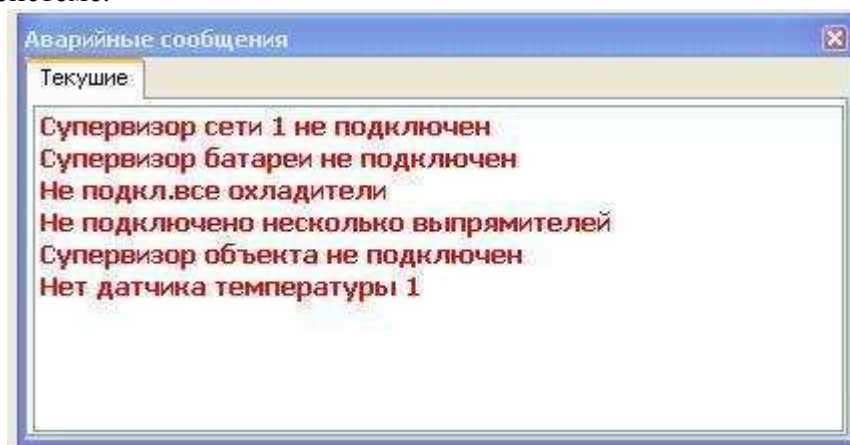 Аварийные сообщения
Текушие
Супервизор сети 1 не подключен
Супервизор батареи не подключен
Не подкл.все охладители
Не подключено несколько выпрямителей
Супервизор объекта не подключен
Нет датчика температуры 1